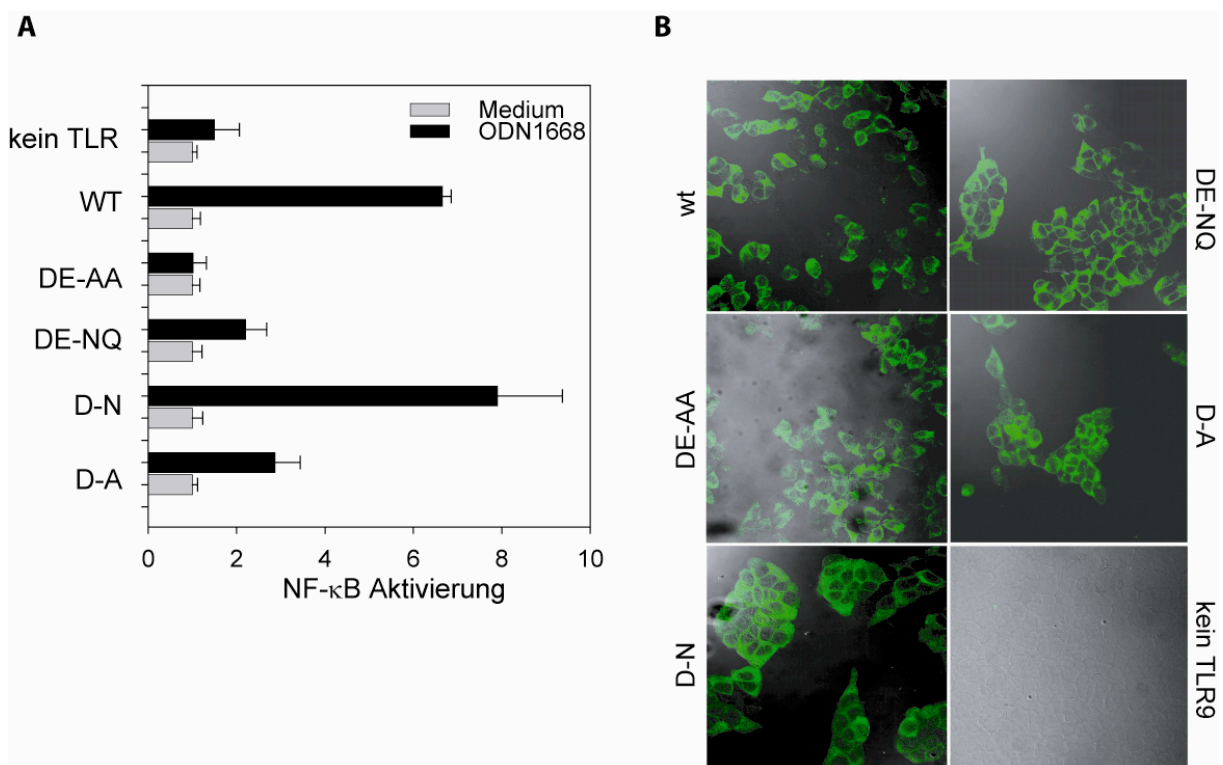 A
Medium
ODN1668
kein TLR
WT
DE-AA
DE-NQ
D-N
D-A
0 2 4 6 8 10
NF-κB Aktivierung
B
wt
DE-NQ
DE-AA
D-A
D-N
kein TLR9